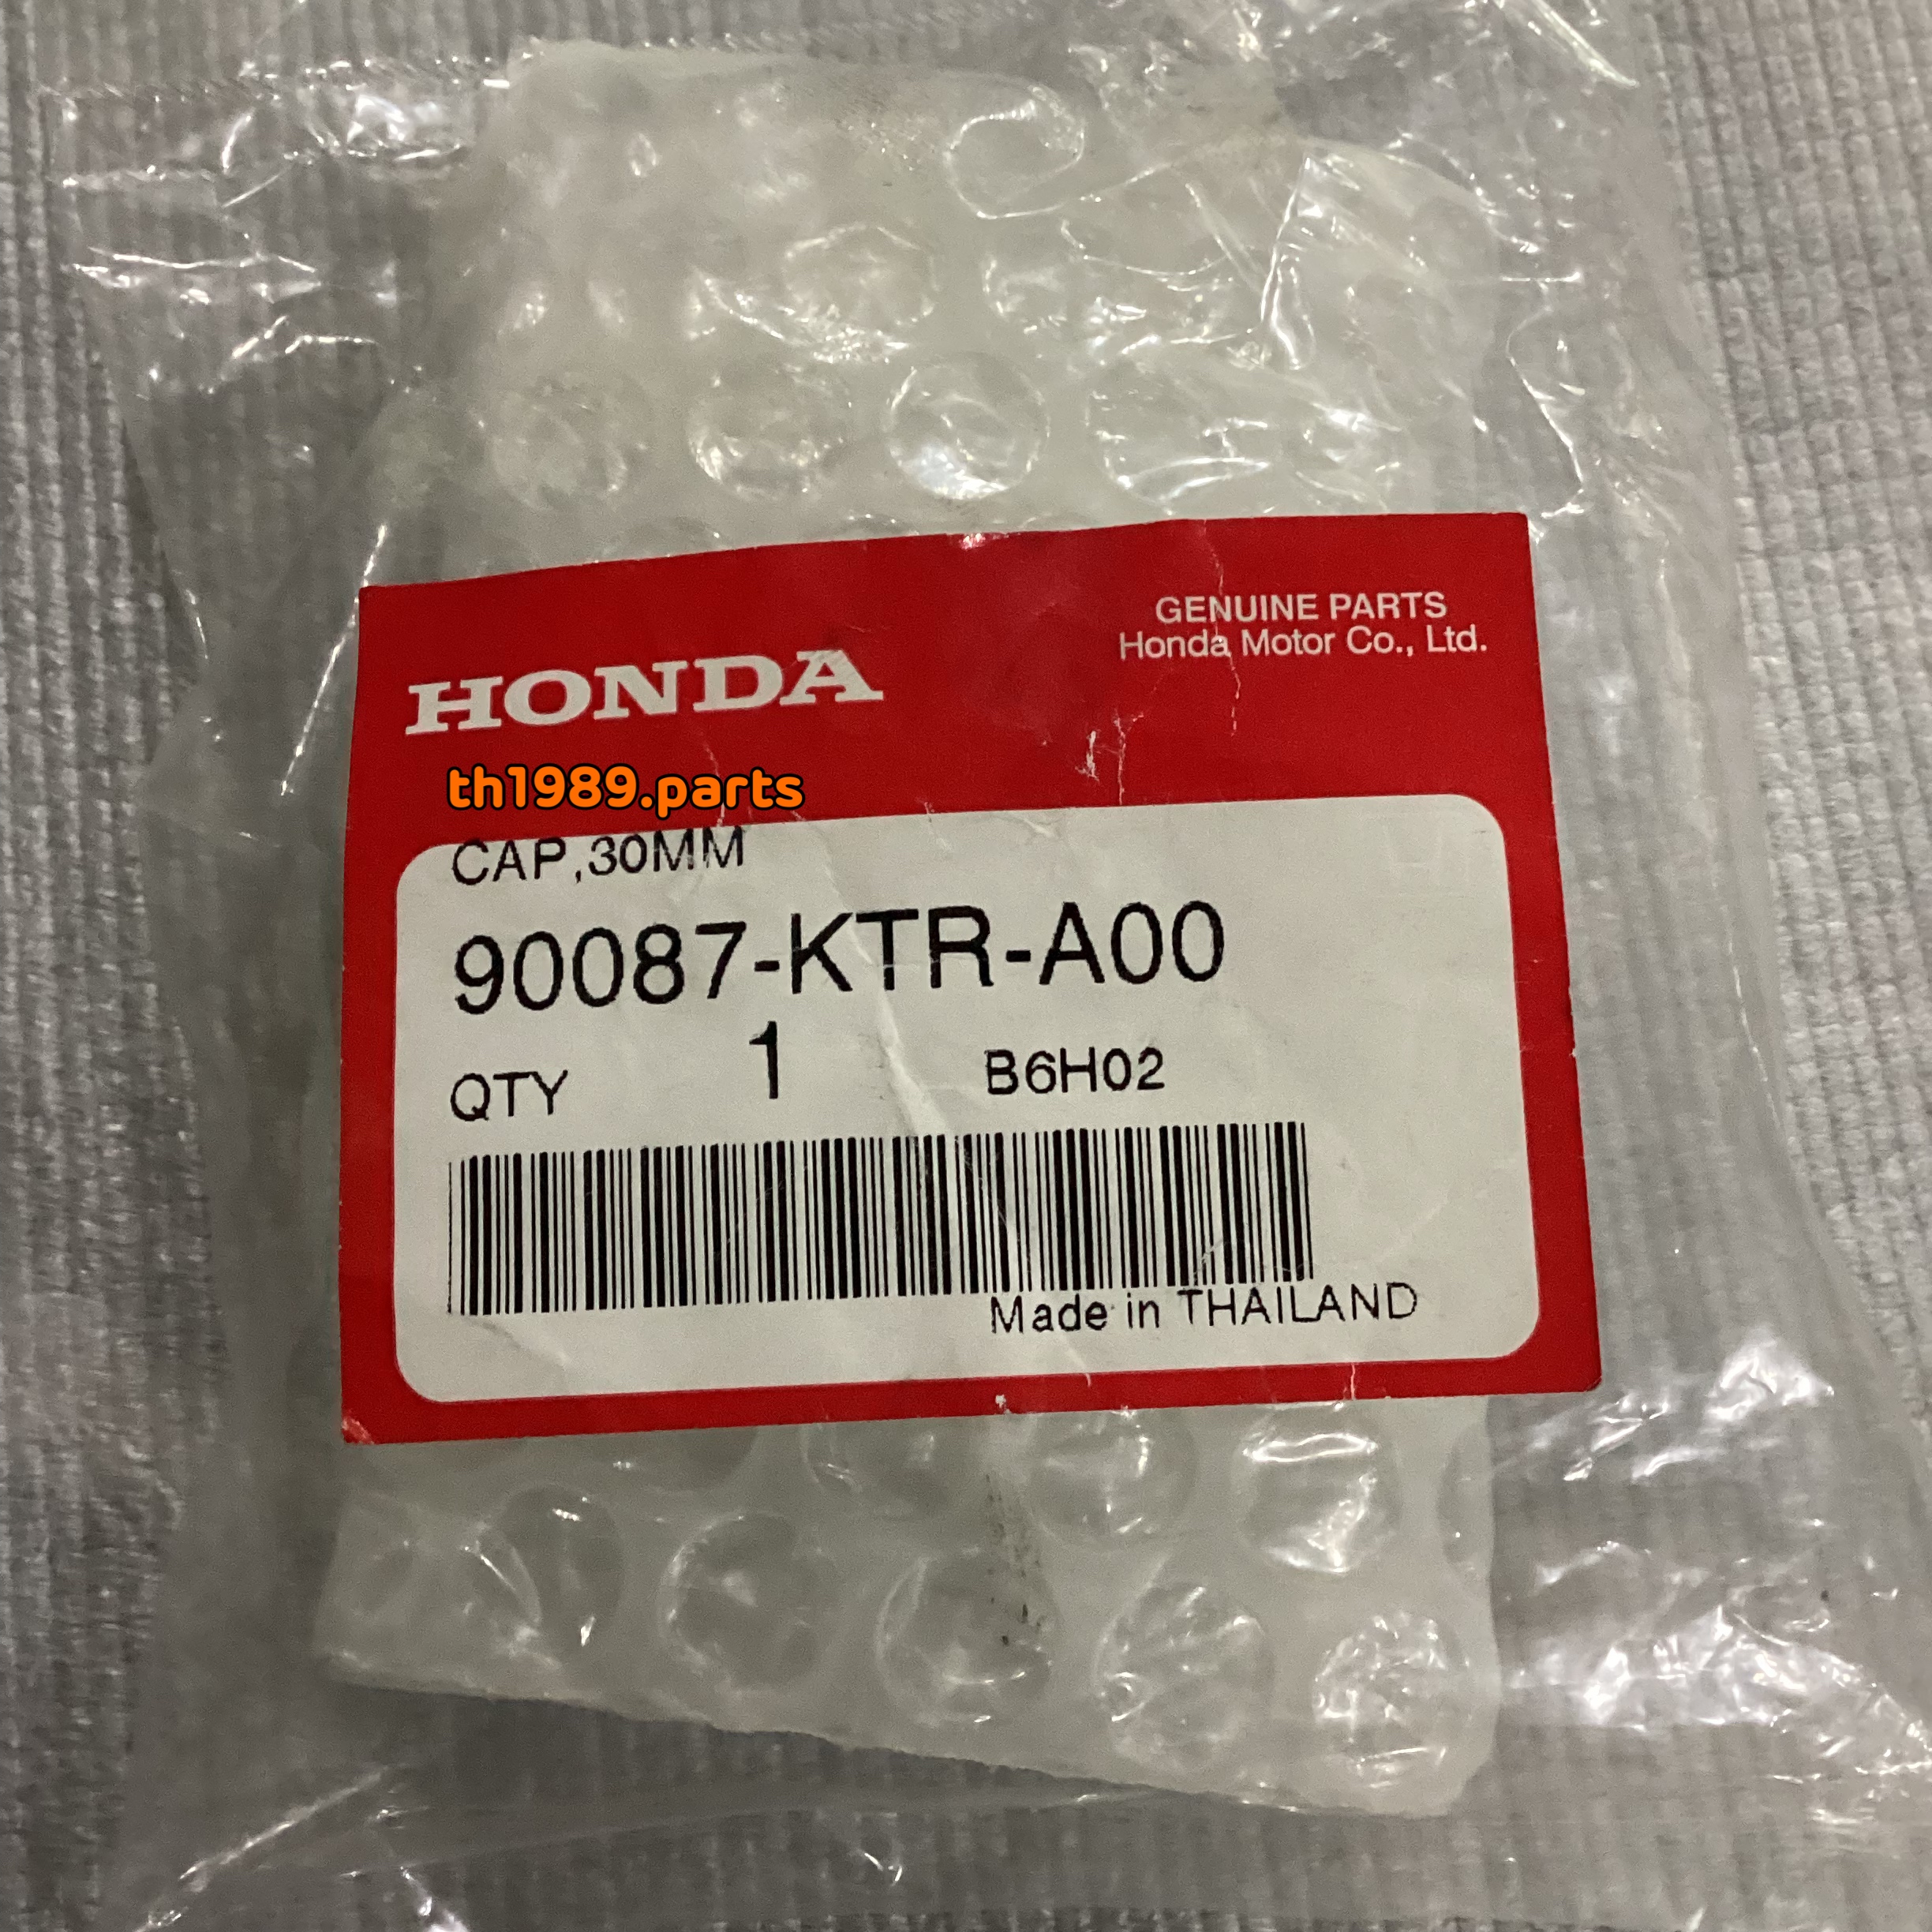 GENUINE PARTS
Honda Motor Co., Ltd.
HONDA
th1989.parts
CAP,30MM
90087-KTR-A00
QTY 1 B6H02
Made in THAILAND